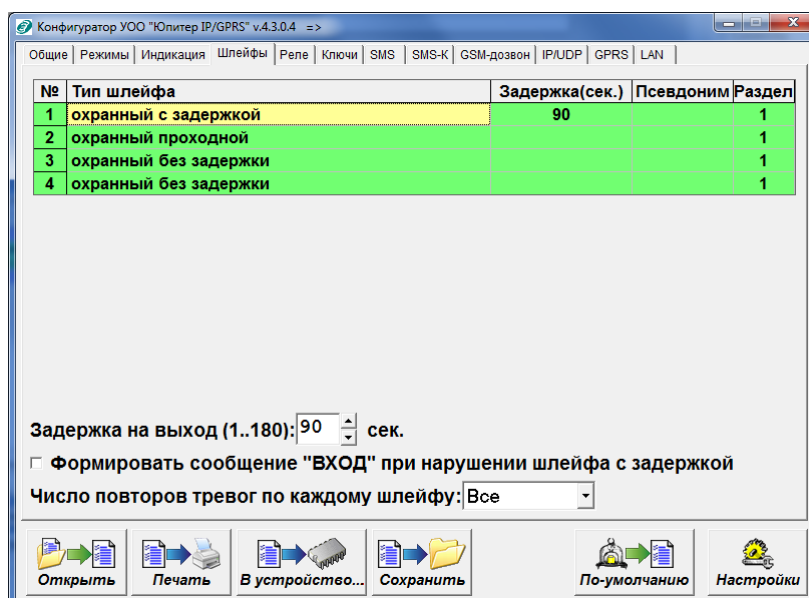 Конфигуратор УОО "Юпитер IP/GPRS" v.4.3.0.4 =>
Общие Режимы Индикация Шлейфы Реле Ключи SMS SMS-K GSM-дозвон IP/UDP GPRS LAN
№ Тип шлейфа Задержка(сек.) Псевдоним Раздел
1 охранный с задержкой 90 1
2 охранный проходной 1
3 охранный без задержки 1
4 охранный без задержки 1
Задержка на выход (1..180): 90 сек.
Формировать сообщение "ВХОД" при нарушении шлейфа с задержкой
Число повторов тревог по каждому шлейфу: Все
Открыть Печать В устройство... Сохранить По-умолчанию Настройки